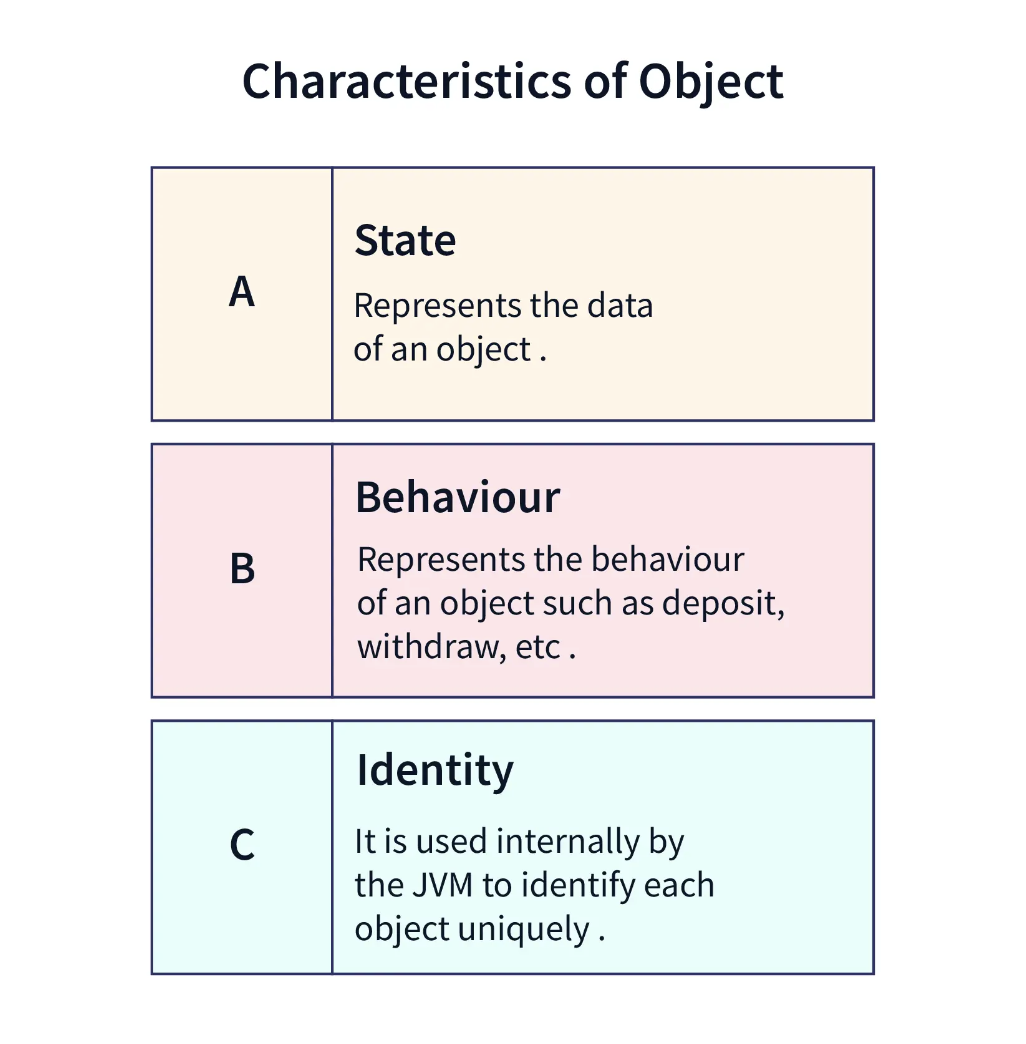 Characteristics of Object
A
State
Represents the data
of an object .
B
Behaviour
Represents the behaviour
of an object such as deposit,
withdraw, etc .
C
Identity
It is used internally by
the JVM to identify each
object uniquely .